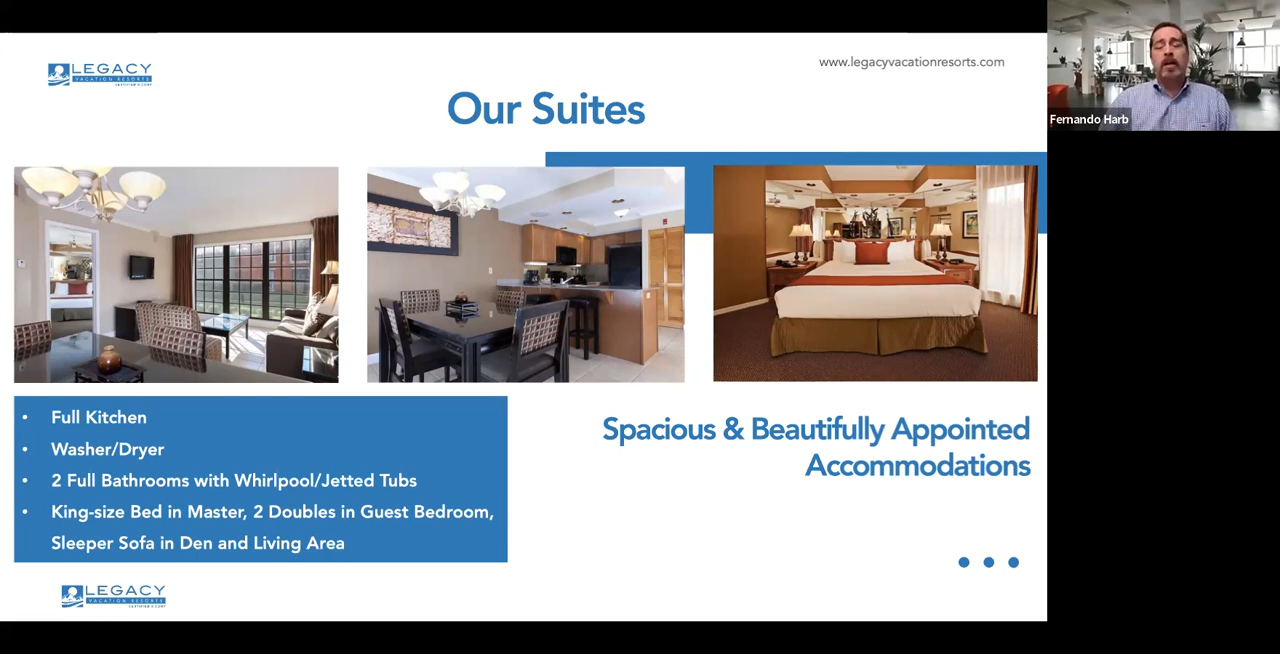 LEGACY
VACATION RESORTS
www.legacyvacationresorts.com
Our Suites
Fernando Harb
• Full Kitchen
• Washer/Dryer
• 2 Full Bathrooms with Whirlpool/Jetted Tubs
• King-size Bed in Master, 2 Doubles in Guest Bedroom,
Sleeper Sofa in Den and Living Area
Spacious & Beautifully Appointed
Accommodations
LEGACY
VACATION RESORTS